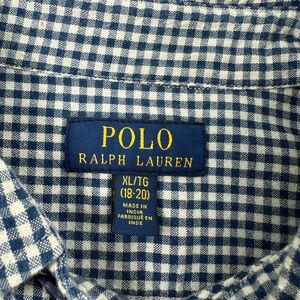 POLO
RALPH LAUREN
XL/TG
(18-20)
MADE IN
INDIA
FABRIQUÉ EN
INDE